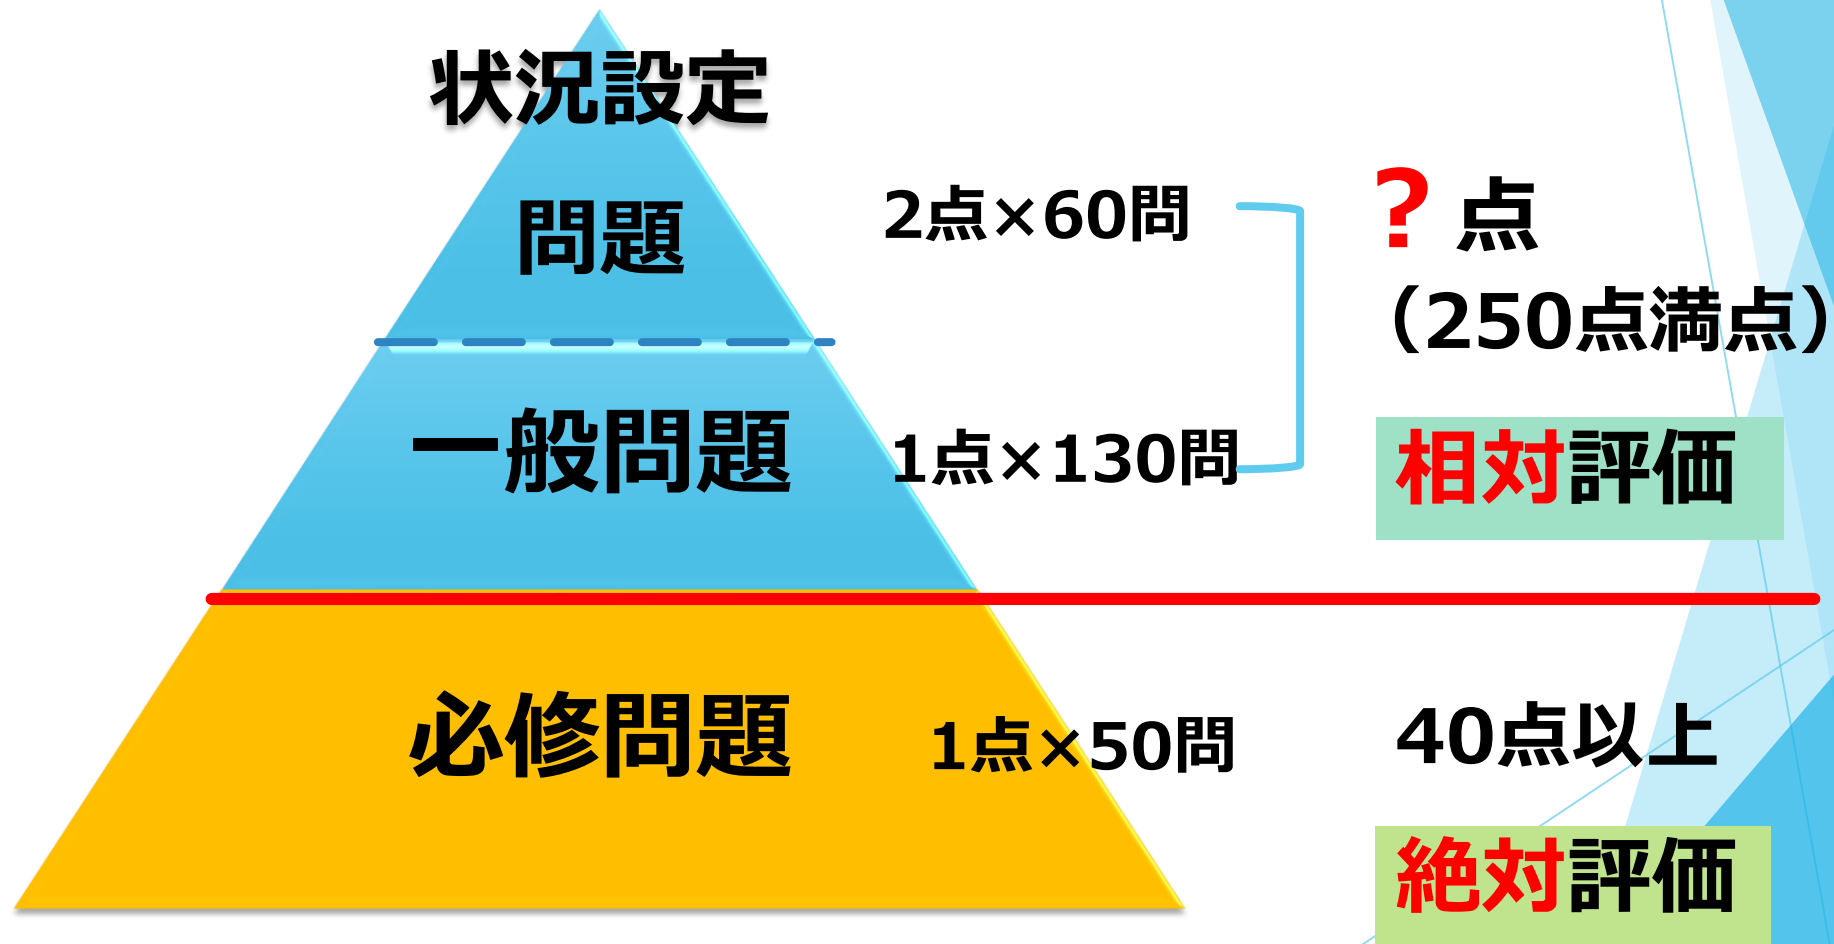 状況設定
問題
2点×60問
？点
（250点満点）
一般問題
1点×130問
相対評価
必修問題
1点×50問
40点以上
絶対評価